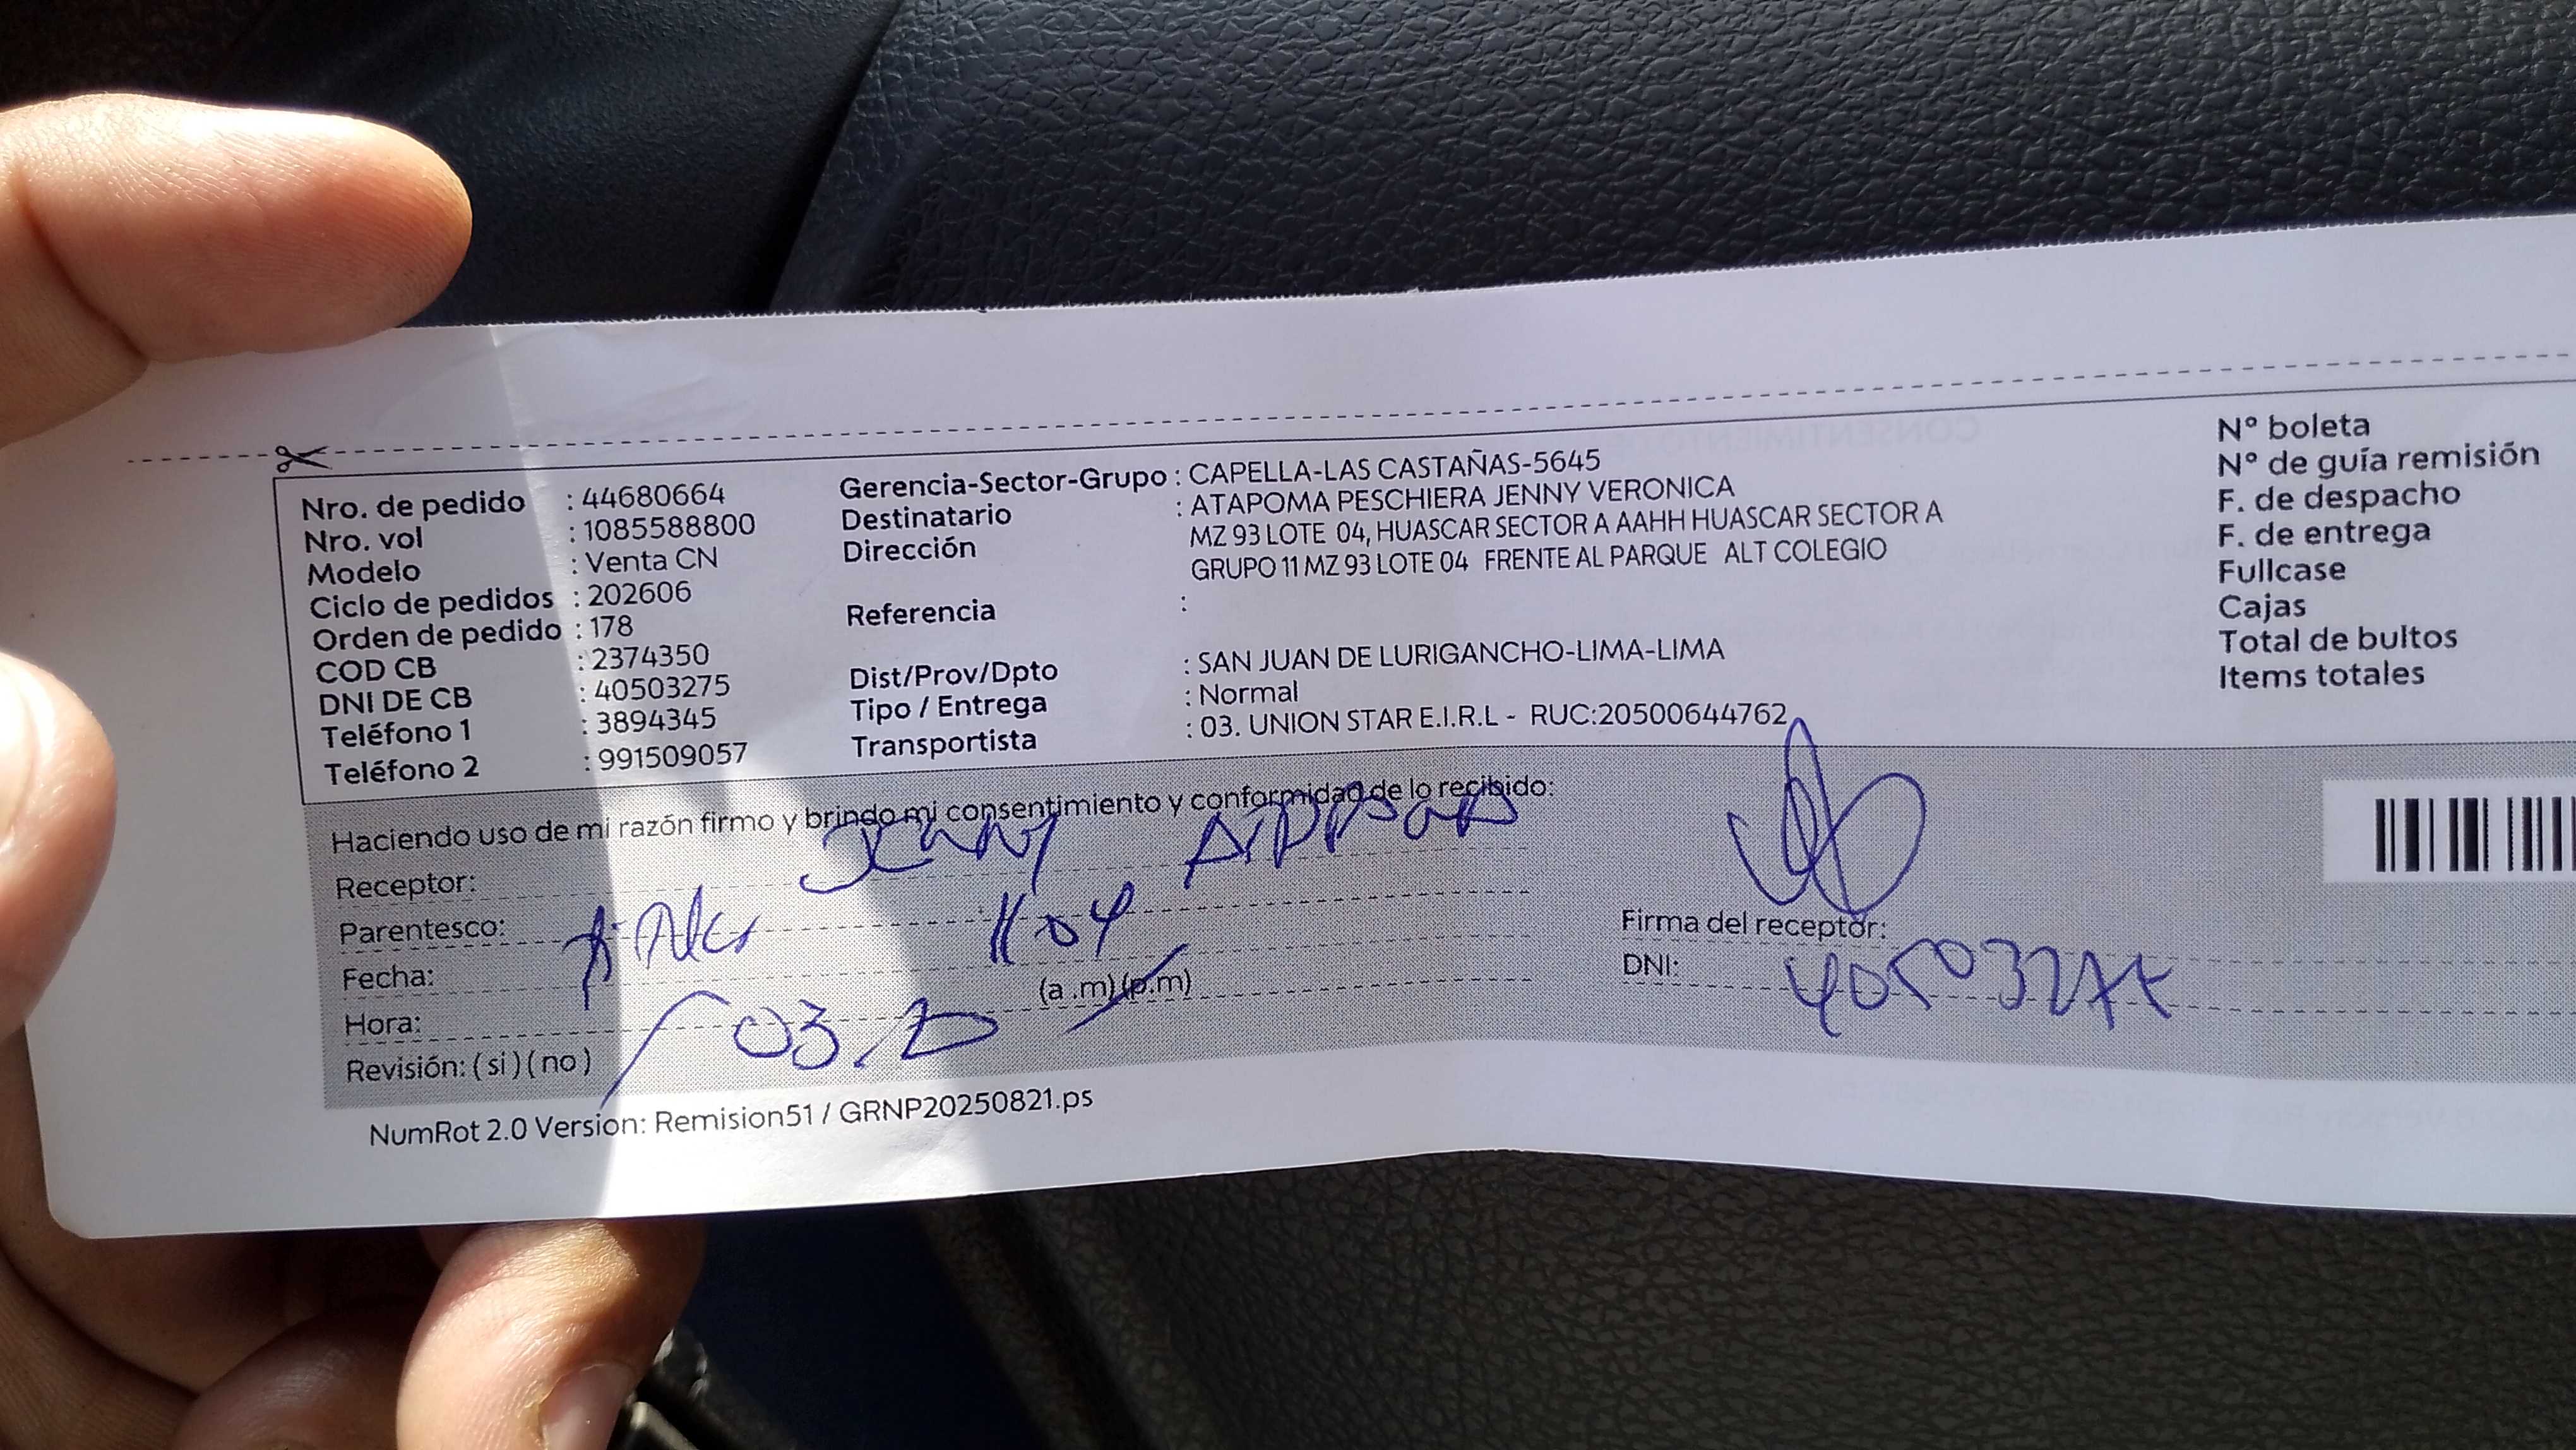 Nro. de pedido : 44680664
Nro. vol : 1085588800
Modelo : Venta CN
Ciclo de pedidos : 202606
Orden de pedido : 178
COD CB : 2374350
DNI DE CB : 40503275
Teléfono 1 : 3894345
Teléfono 2 : 991509057
Gerencia-Sector-Grupo : CAPELLA-LAS CASTAÑAS-5645
Destinatario : ATAPOMA PESCHIERA JENNY VERONICA
Dirección MZ 93 LOTE 04, HUASCAR SECTOR A AAHH HUASCAR SECTOR A
GRUPO 11 MZ 93 LOTE 04 FRENTE AL PARQUE ALT COLEGIO
Referencia :
Dist/Prov/Dpto : SAN JUAN DE LURIGANCHO-LIMA-LIMA
Tipo / Entrega : Normal
Transportista : 03. UNION STAR E.I.R.L - RUC:20500644762
N° boleta
N° de guía remisión
F. de despacho
F. de entrega
Fullcase
Cajas
Total de bultos
Items totales
Haciendo uso de mi razón firmo y brindo mi consentimiento y conformidad de lo recibido:
Receptor: Jenny
Parentesco:
Fecha:
Hora: (a .m) (p.m)
Revisión: ( si ) ( no )
Firma del receptor:
DNI:
NumRot 2.0 Version: Remision51 / GRNP20250821.ps